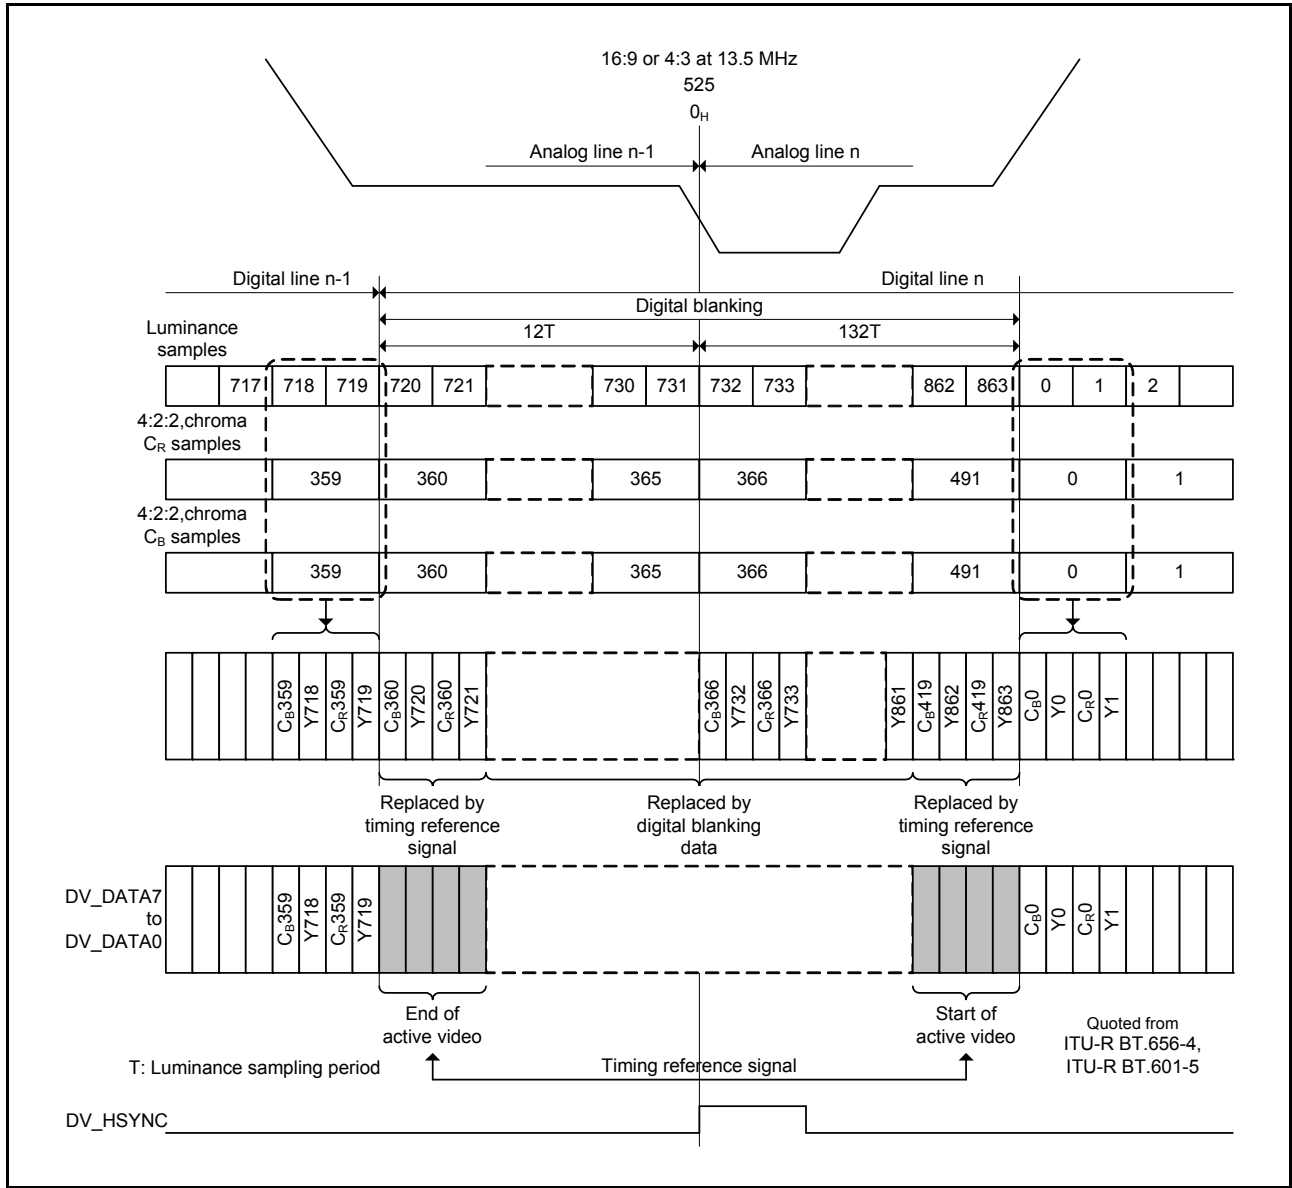 16:9 or 4:3 at 13.5 MHz
525
0H
Analog line n-1 Analog line n
Digital line n-1 Digital line n
Digital blanking
12T 132T
Luminance
samples
717 718 719 720 721 730 731 732 733 862 863 0 1 2
4:2:2,chroma
CR samples
359 360 365 366 491 0 1
4:2:2,chroma
CB samples
359 360 365 366 491 0 1
CB359 Y718 CR359 Y719 CB360 Y720 CR360 Y721 CB366 Y732 CR366 Y733 Y861 CB419 Y862 CR419 Y863 CB0 Y0 CR0 Y1
Replaced by
timing reference
signal
Replaced by
digital blanking
data
Replaced by
timing reference
signal
DV_DATA7
to
DV_DATA0
CB359 Y718 CR359 Y719 CB0 Y0 CR0 Y1
End of
active video
Start of
active video
Quoted from
ITU-R BT.656-4,
ITU-R BT.601-5
T: Luminance sampling period
Timing reference signal
DV_HSYNC